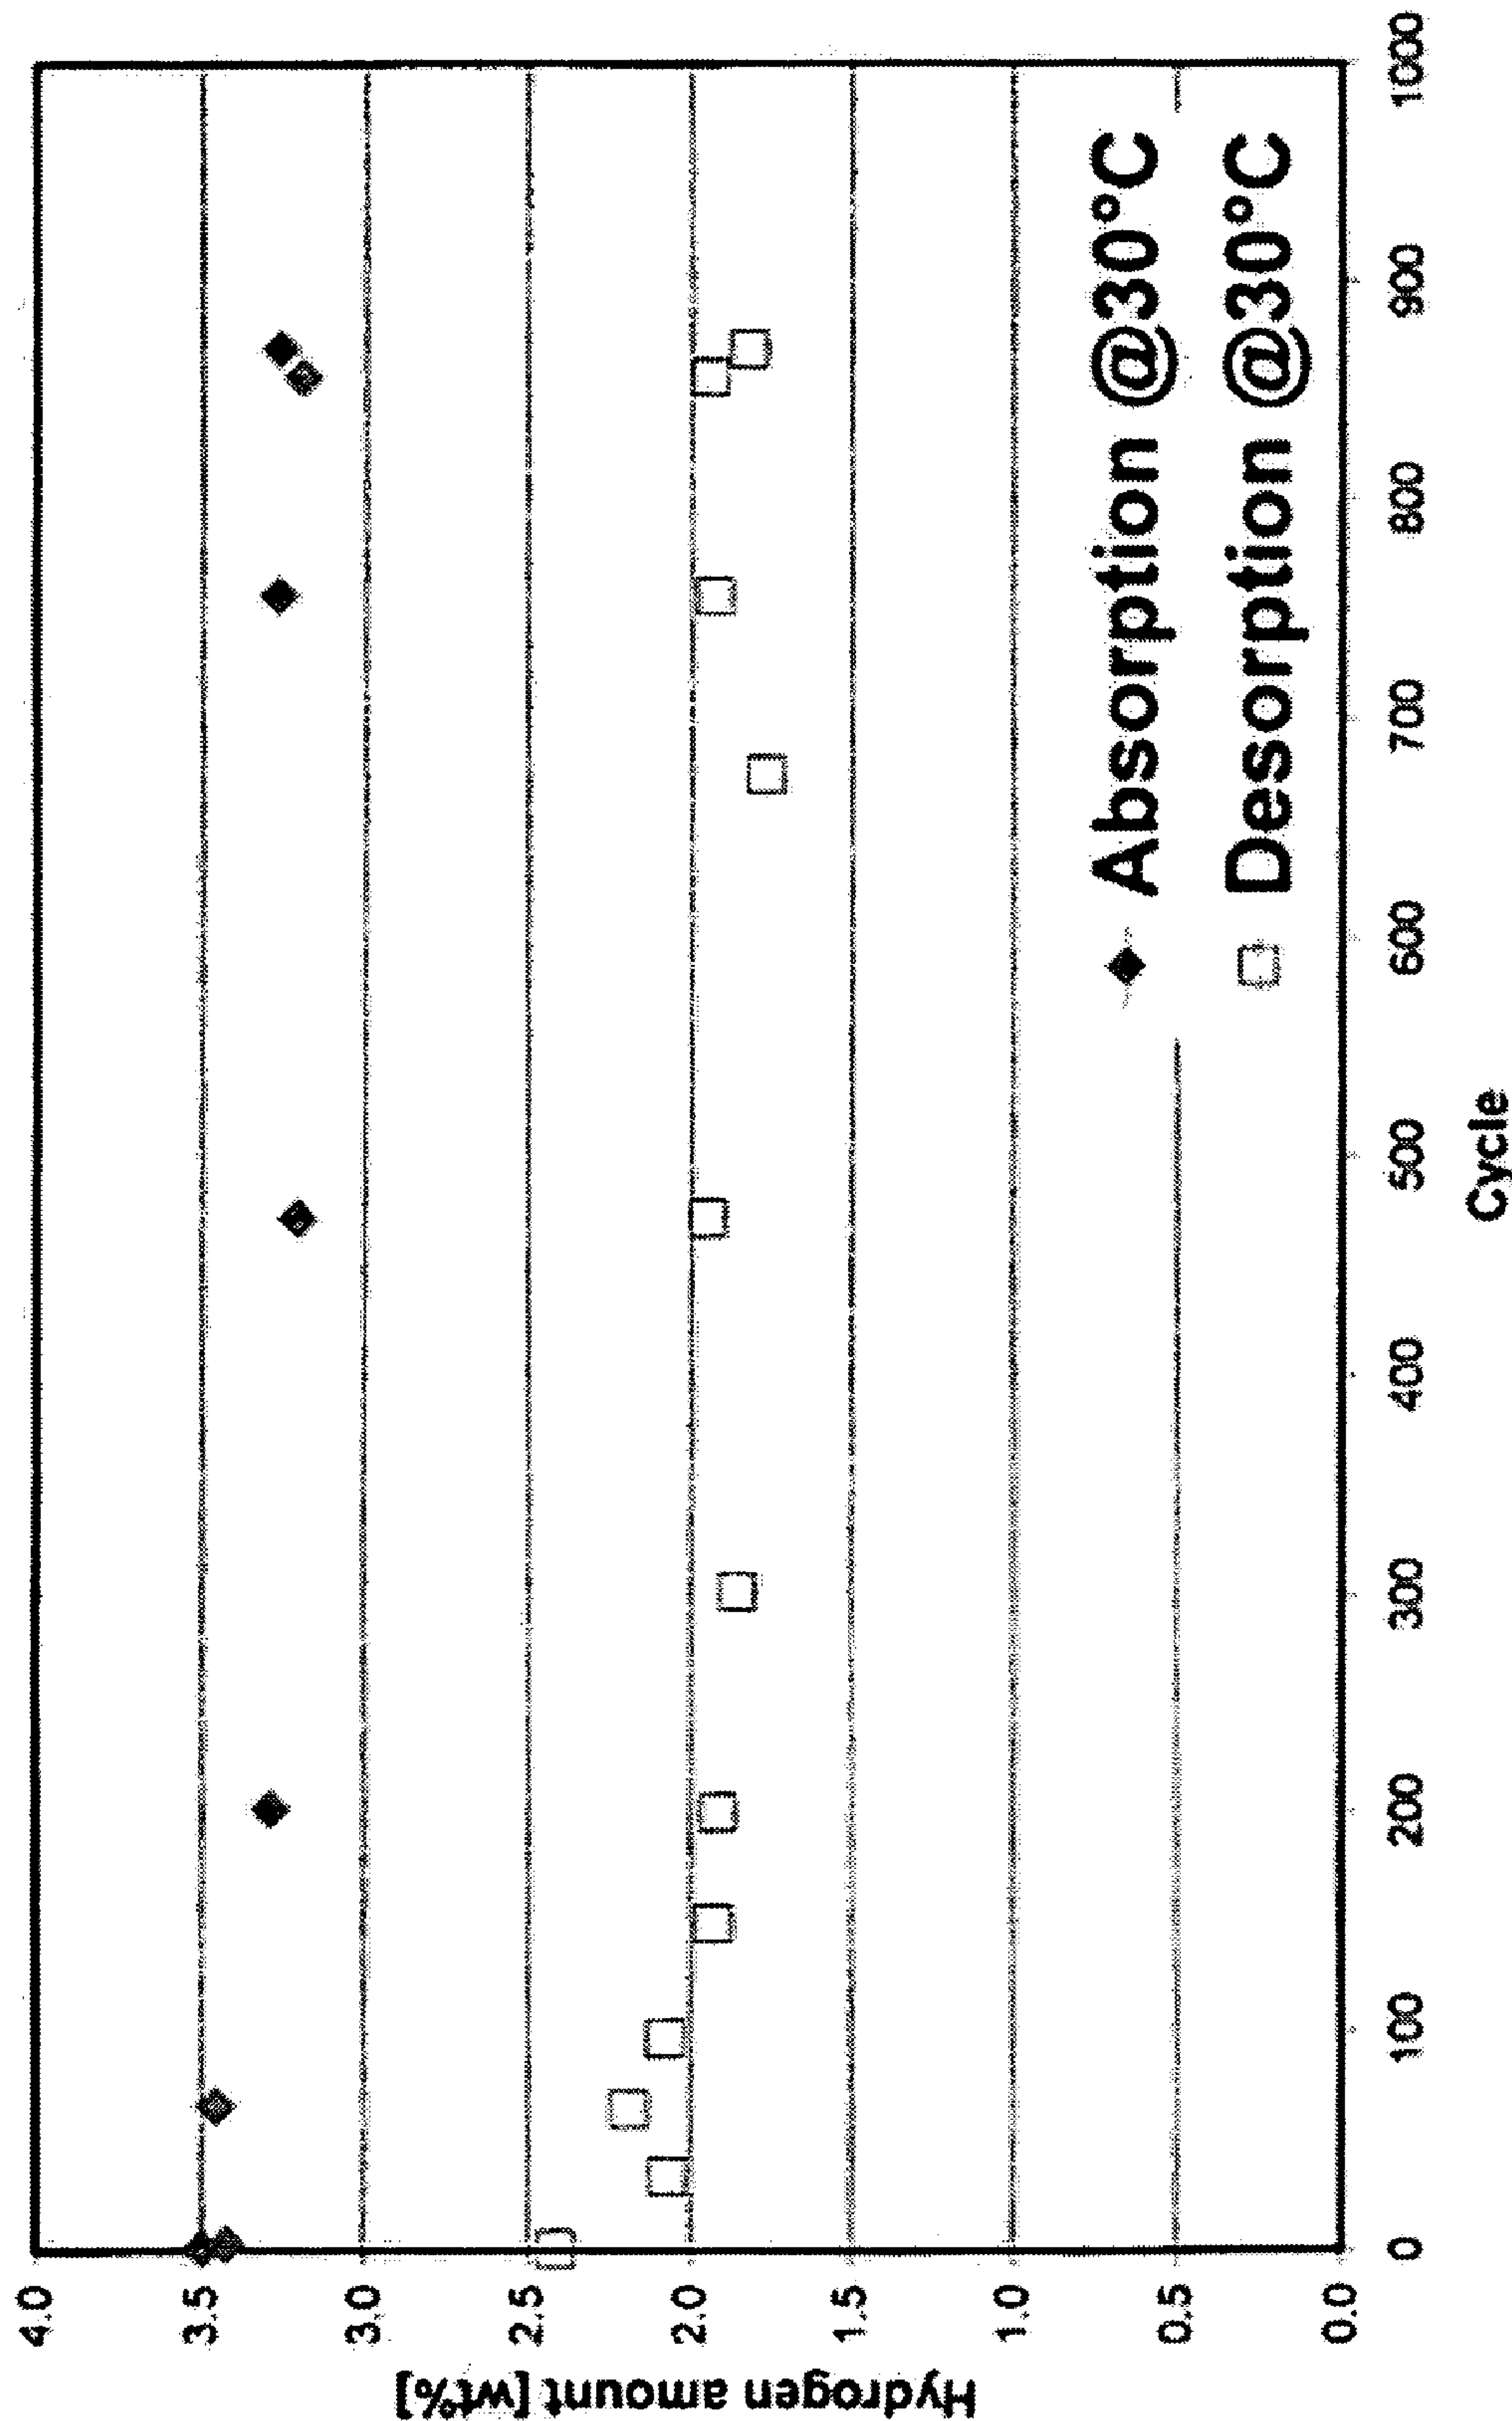 Hydrogen amount [wt%]
4.0
3.5
3.0
2.5
2.0
1.5
1.0
0.5
0.0
◆ Absorption @30°C
□ Desorption @30°C
0 100 200 300 400 500 600 700 800 900 1000
Cycle